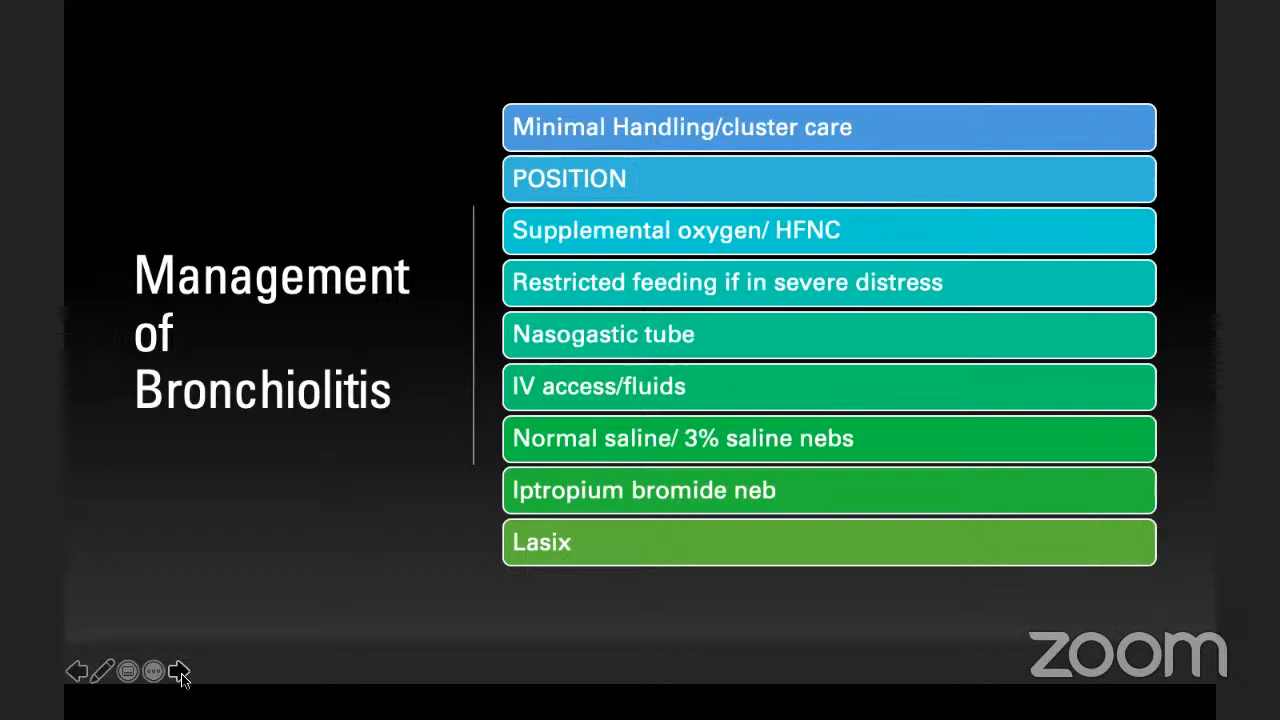 Management
of
Bronchiolitis
Minimal Handling/cluster care
POSITION
Supplemental oxygen/ HFNC
Restricted feeding if in severe distress
Nasogastic tube
IV access/fluids
Normal saline/ 3% saline nebs
Iptropium bromide neb
Lasix
zoom